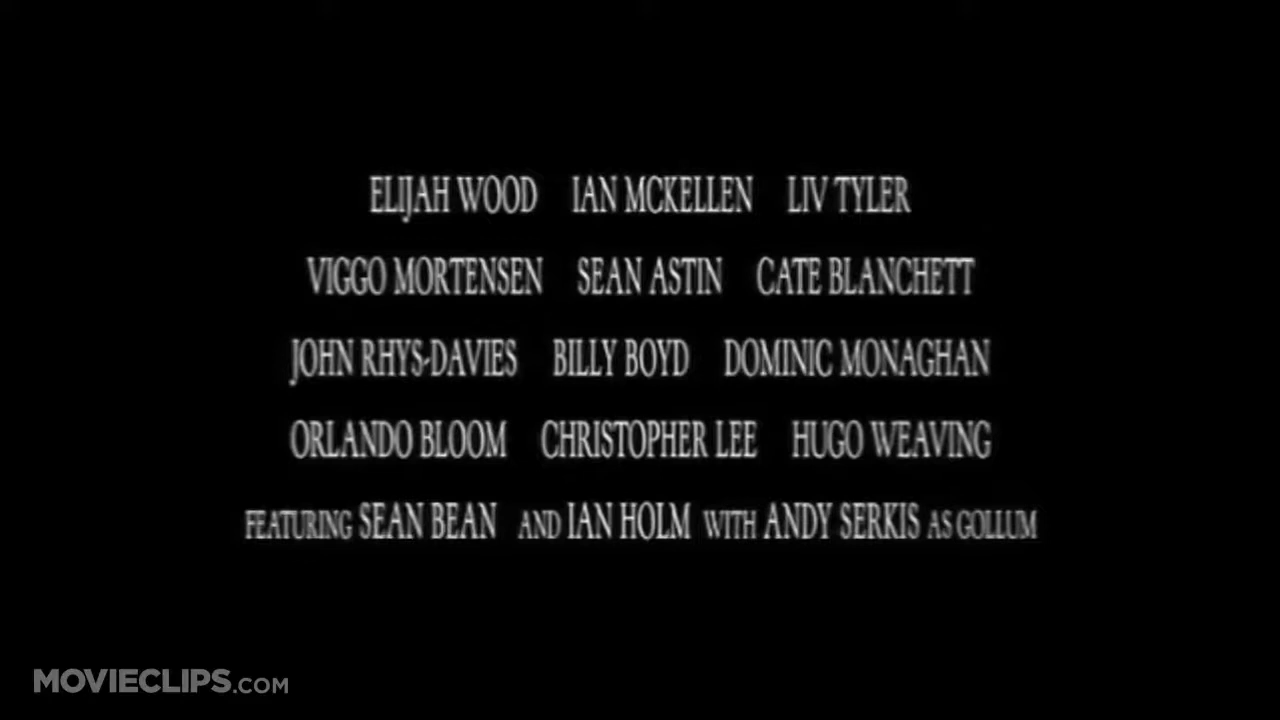 ELIJAH WOOD IAN MCKELLEN LIV TYLER
VIGGO MORTENSEN SEAN ASTIN CATE BLANCHETT
JOHN RHYS-DAVIES BILLY BOYD DOMINIC MONAGHAN
ORLANDO BLOOM CHRISTOPHER LEE HUGO WEAVING
FEATURING SEAN BEAN AND IAN HOLM WITH ANDY SERKIS AS GOLLUM
MOVIECLIPS.COM